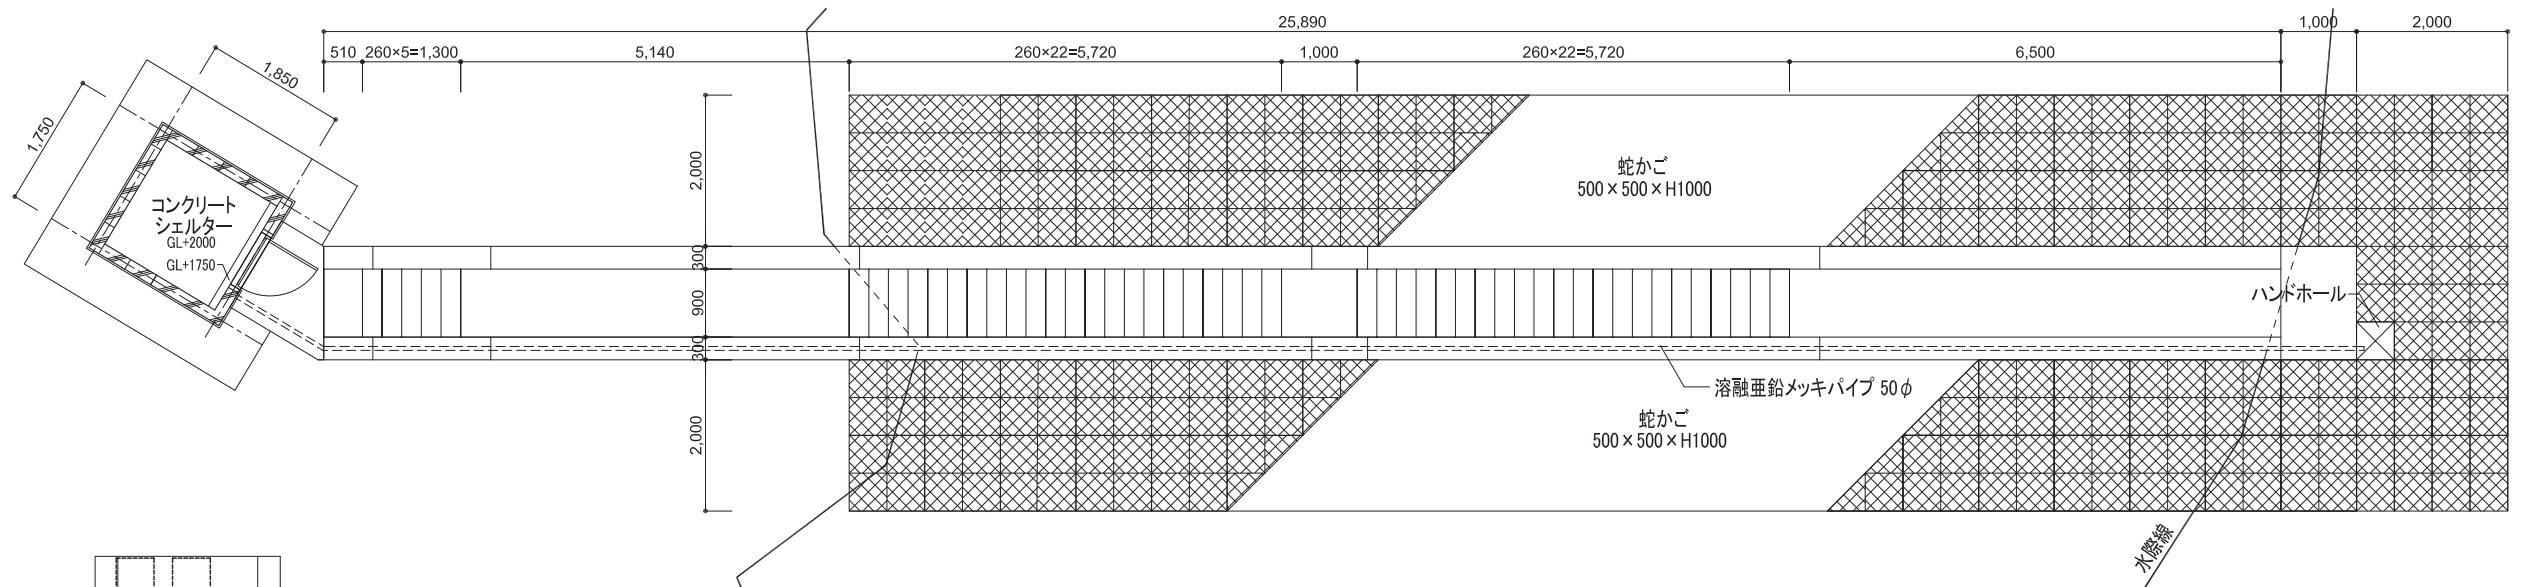 25,890
1,000
2,000
510
260×5=1,300
5,140
260×22=5,720
1,000
260×22=5,720
6,500
1,850
1,750
2,000
300
900
300
2,000
コンクリート
シェルター
GL+2000
GL+1750
蛇かご
500×500×H1000
ハンドホール
溶融亜鉛メッキパイプ 50φ
蛇かご
500×500×H1000
水際線